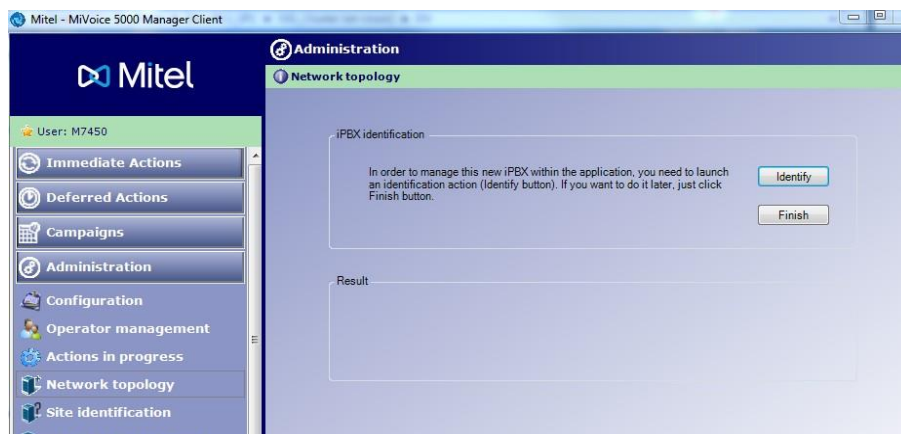 Mitel - MiVoice 5000 Manager Client
Mitel
User: M7450
Immediate Actions
Deferred Actions
Campaigns
Administration
Configuration
Operator management
Actions in progress
Network topology
Site identification
Administration
Network topology
iPBX identification
In order to manage this new iPBX within the application, you need to launch
an identification action (Identify button). If you want to do it later, just click
Finish button.
Identify
Finish
Result